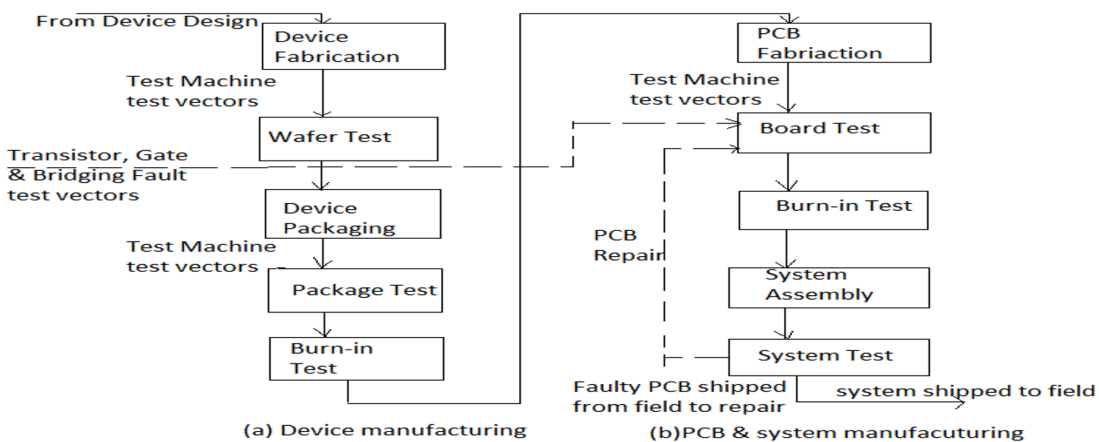 From Device Design
Device
Fabrication
Test Machine
test vectors
Wafer Test
Transistor, Gate
& Bridging Fault
test vectors
Device
Packaging
Test Machine
test vectors
Package Test
Burn-in
Test
(a) Device manufacturing
PCB
Fabriaction
Test Machine
test vectors
Board Test
Burn-in Test
PCB
Repair
System
Assembly
System Test
Faulty PCB shipped
from field to repair
system shipped to field
(b)PCB & system manufacuturing